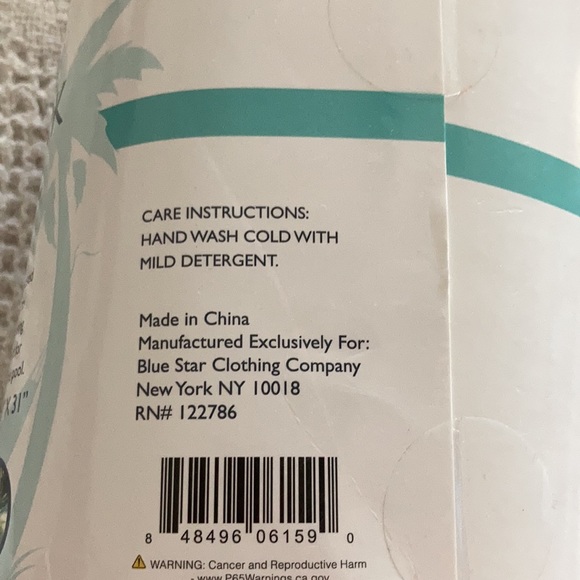 CARE INSTRUCTIONS:
HAND WASH COLD WITH
MILD DETERGENT.
Made in China
Manufactured Exclusively For:
Blue Star Clothing Company
New York NY 10018
RN# 122786
X 31"
8 48496 06159 0
WARNING: Cancer and Reproductive Harm
- www.P65Warnings.ca.gov